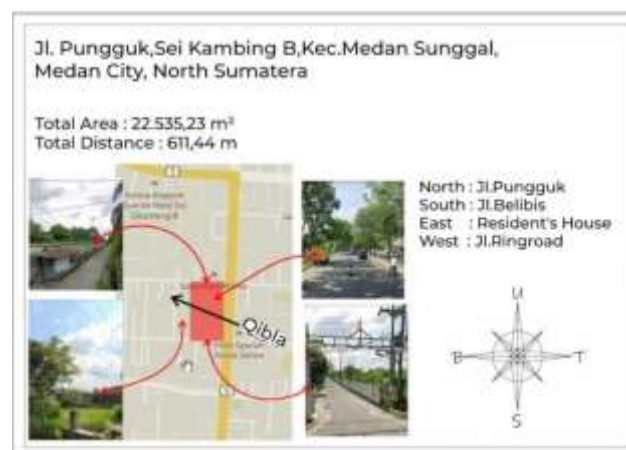 Jl. Pungguk,Sei Kambing B,Kec.Medan Sunggal,
Medan City, North Sumatera
Total Area : 22.535,23 m²
Total Distance : 611,44 m
North : Jl.Pungguk
South : Jl.Belibis
East : Resident's House
West : Jl.Ringroad
Qibla
U
B
T
S